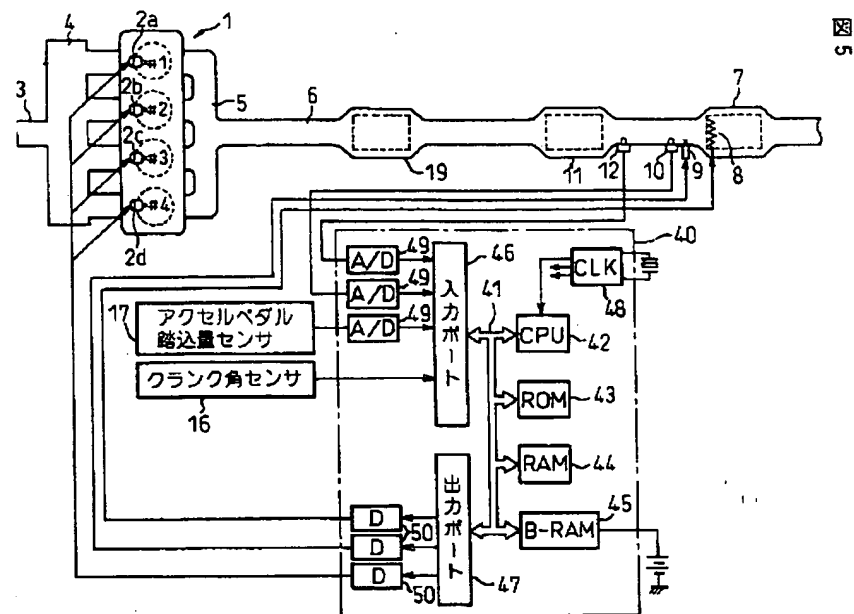 図5
1
2a
4
3
#1
2b
#2
2c
#3
#4
2d
5
6
19
11
12
10
9
7
8
40
A/D
49
A/D
49
A/D
49
46
入力ポート
41
CLK
48
CPU
42
17
アクセルペダル
踏込量センサ
クランク角センサ
16
ROM
43
RAM
44
出力ポート
47
B-RAM
45
D
50
D
D
50